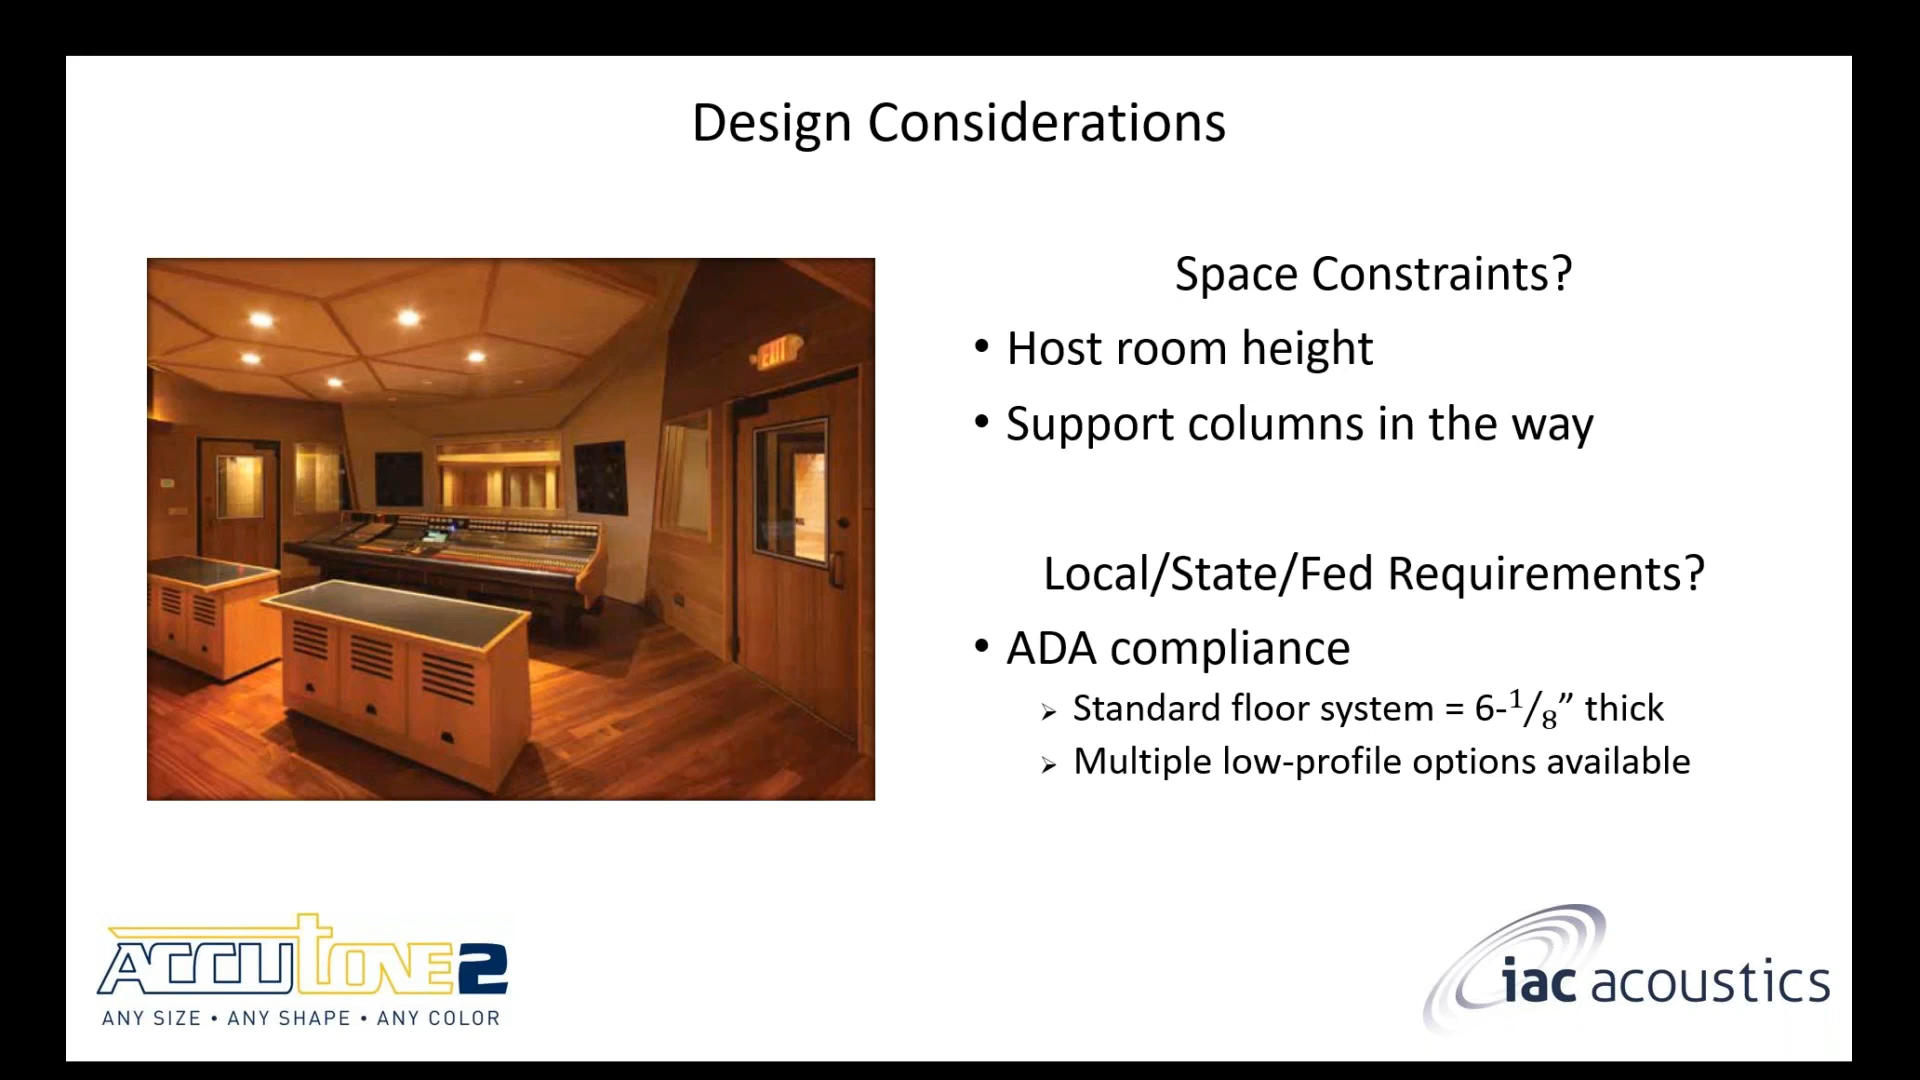 Design Considerations
EXIT
Space Constraints?
• Host room height
• Support columns in the way
Local/State/Fed Requirements?
• ADA compliance
➢ Standard floor system = 6-1/8” thick
➢ Multiple low-profile options available
ACCUTONE2
ANY SIZE • ANY SHAPE • ANY COLOR
iac acoustics